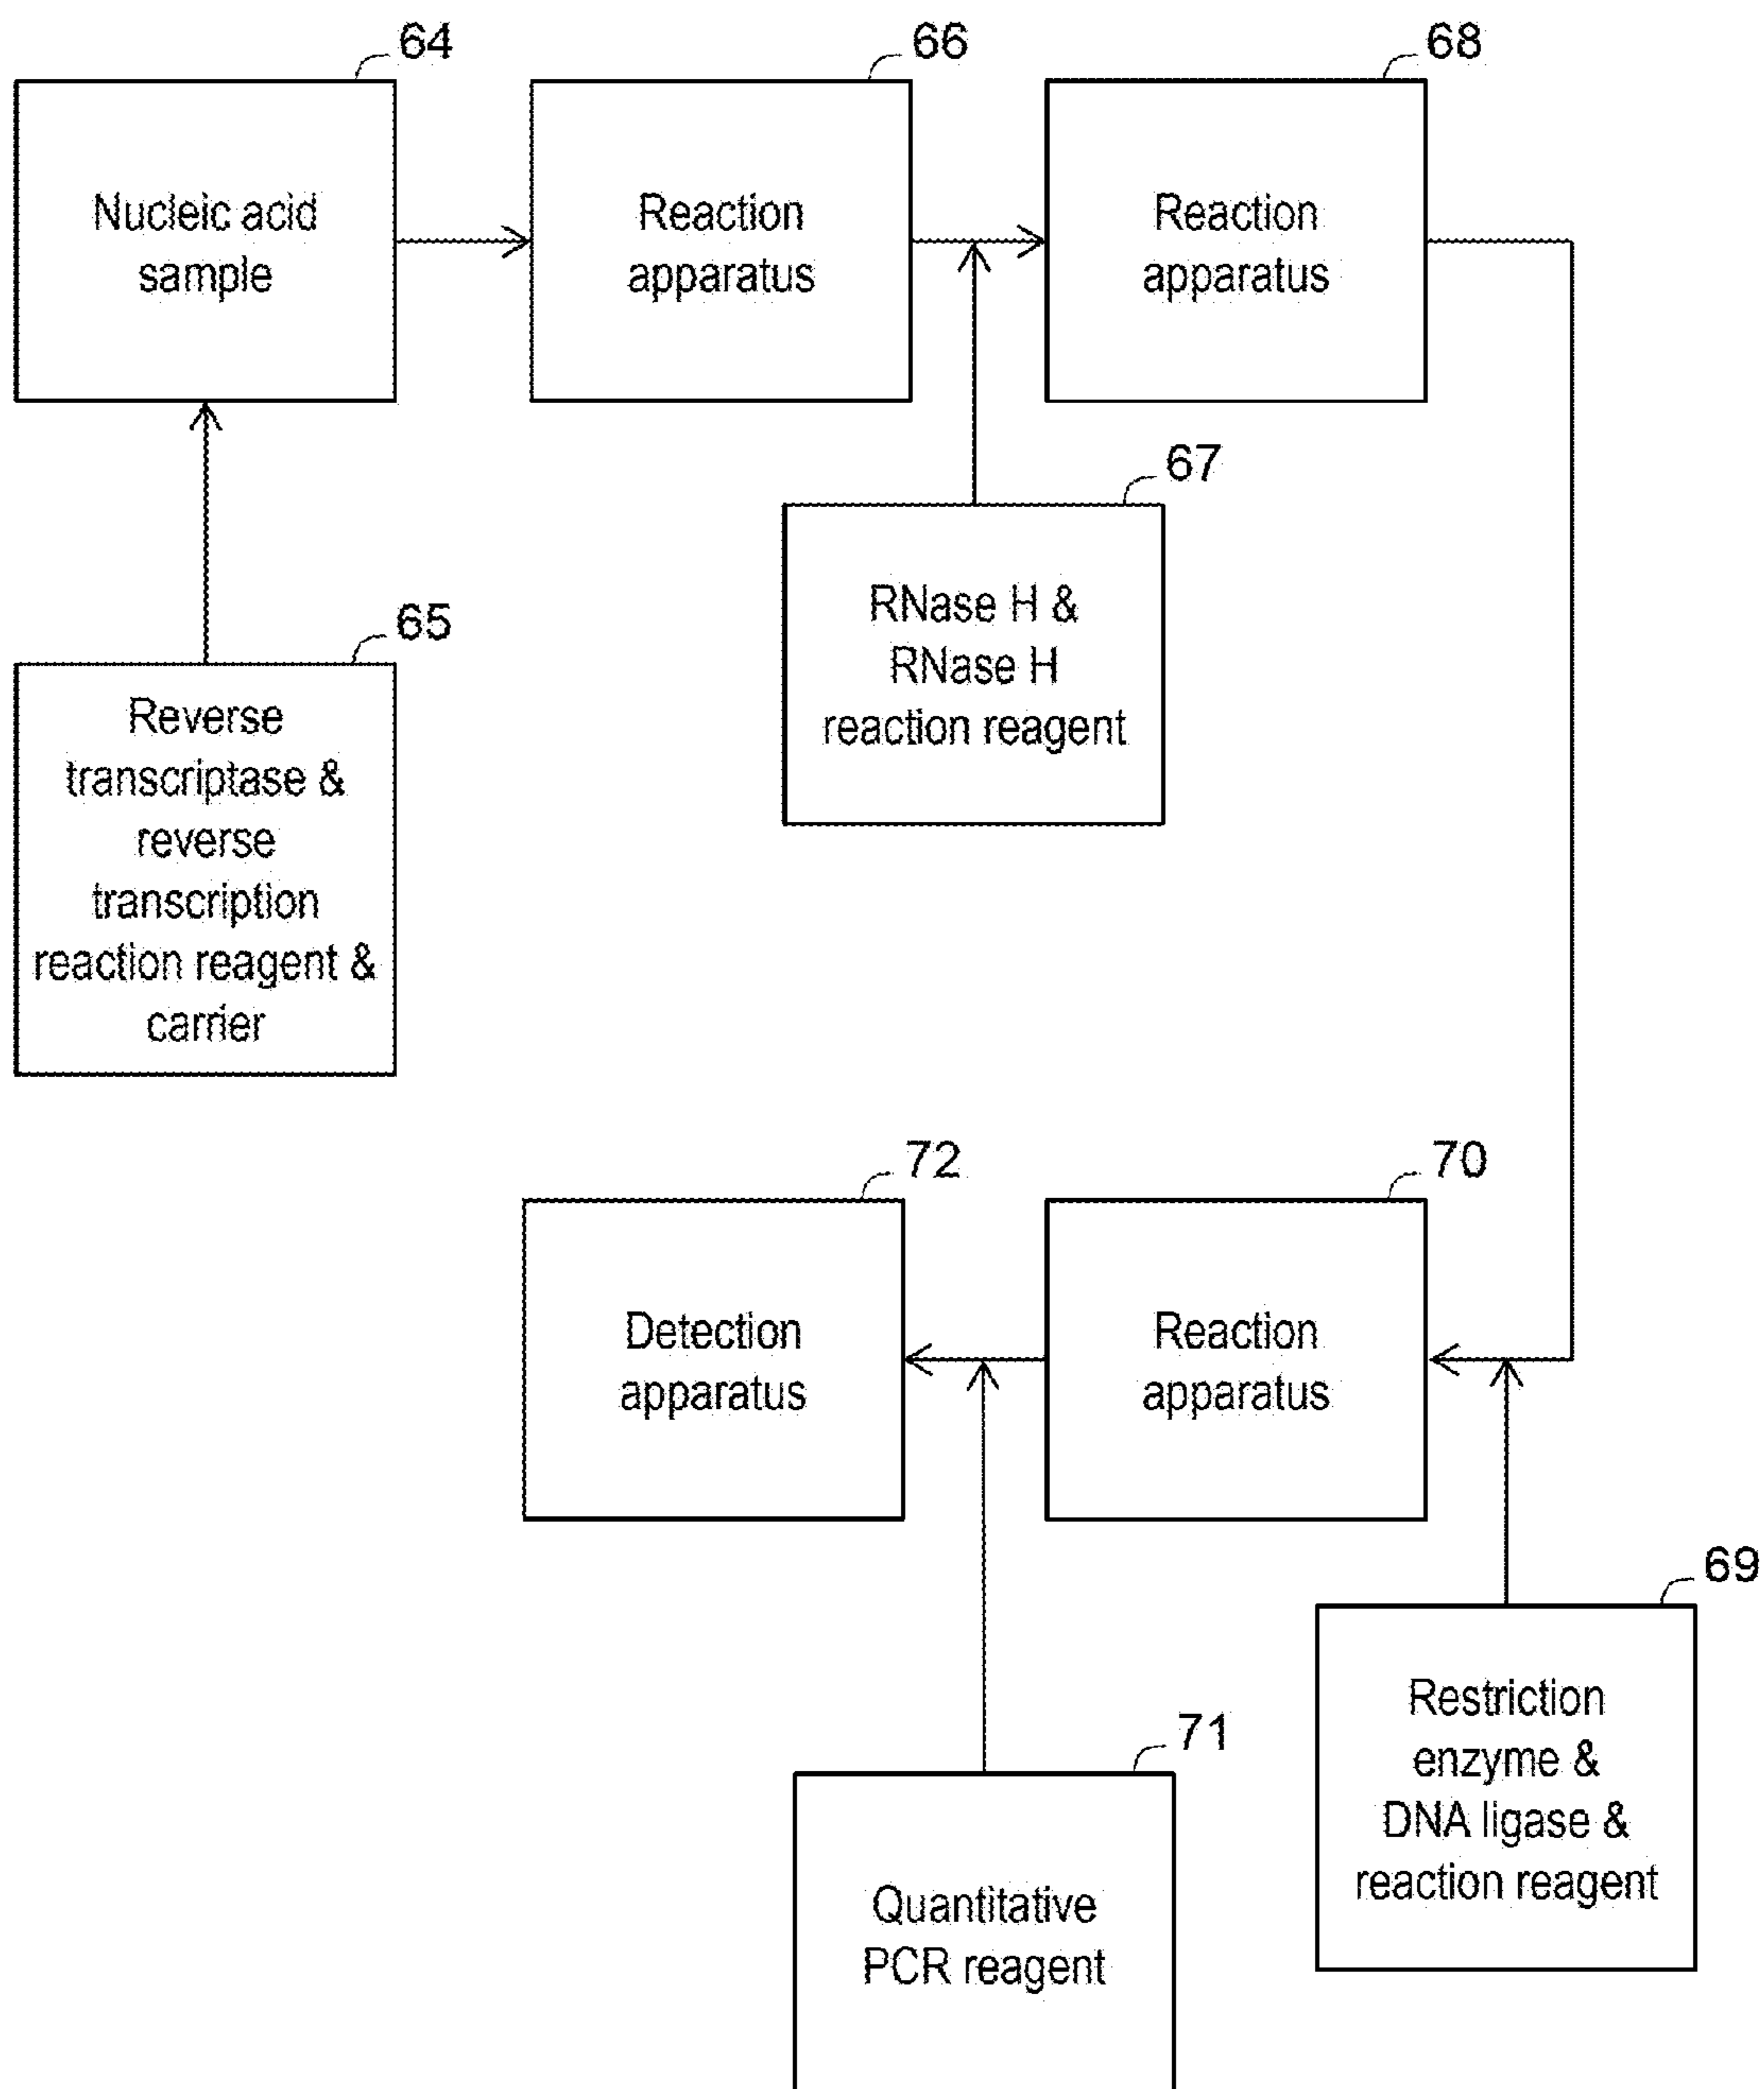 64
66
68
Nucleic acid
sample
Reaction
apparatus
Reaction
apparatus
67
RNase H &
RNase H
reaction reagent
65
Reverse
transcriptase &
reverse
transcription
reaction reagent &
carrier
72
70
Detection
apparatus
Reaction
apparatus
69
Restriction
enzyme &
DNA ligase &
reaction reagent
71
Quantitative
PCR reagent